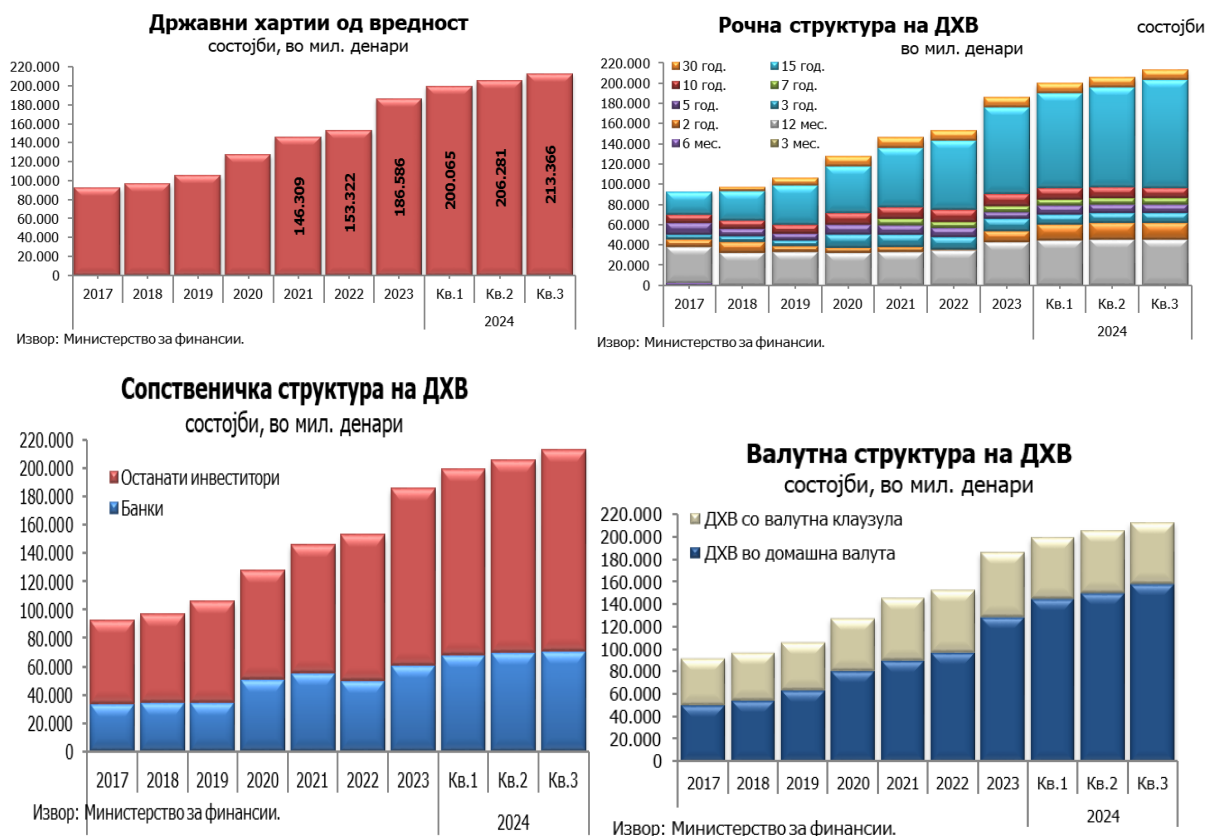 Државни хартии од вредност
состојби, во мил. денари
220.000
200.000
180.000
160.000
140.000
120.000
100.000
80.000
60.000
40.000
20.000
0
146.309
153.322
186.586
200.065
206.281
213.366
2017 2018 2019 2020 2021 2022 2023 Кв.1 Кв.2 Кв.3
2024
Извор: Министерство за финансии.
Рочна структура на ДХВ
состојби
во мил. денари
220.000
200.000
180.000
160.000
140.000
120.000
100.000
80.000
60.000
40.000
20.000
0
30 год. 15 год.
10 год. 7 год.
5 год. 3 год.
2 год. 12 мес.
6 мес. 3 мес.
2017 2018 2019 2020 2021 2022 2023 Кв.1 Кв.2 Кв.3
2024
Извор: Министерство за финансии.
Сопственичка структура на ДХВ
состојби, во мил. денари
220.000
200.000
180.000
160.000
140.000
120.000
100.000
80.000
60.000
40.000
20.000
0
Останати инвеститори
Банки
2017 2018 2019 2020 2021 2022 2023 Кв.1 Кв.2 Кв.3
2024
Извор: Министерство за финансии.
Валутна структура на ДХВ
состојби, во мил. денари
220.000
200.000
180.000
160.000
140.000
120.000
100.000
80.000
60.000
40.000
20.000
0
ДХВ со валутна клаузула
ДХВ во домашна валута
2017 2018 2019 2020 2021 2022 2023 Кв.1 Кв.2 Кв.3
2024
Извор: Министерство за финансии.